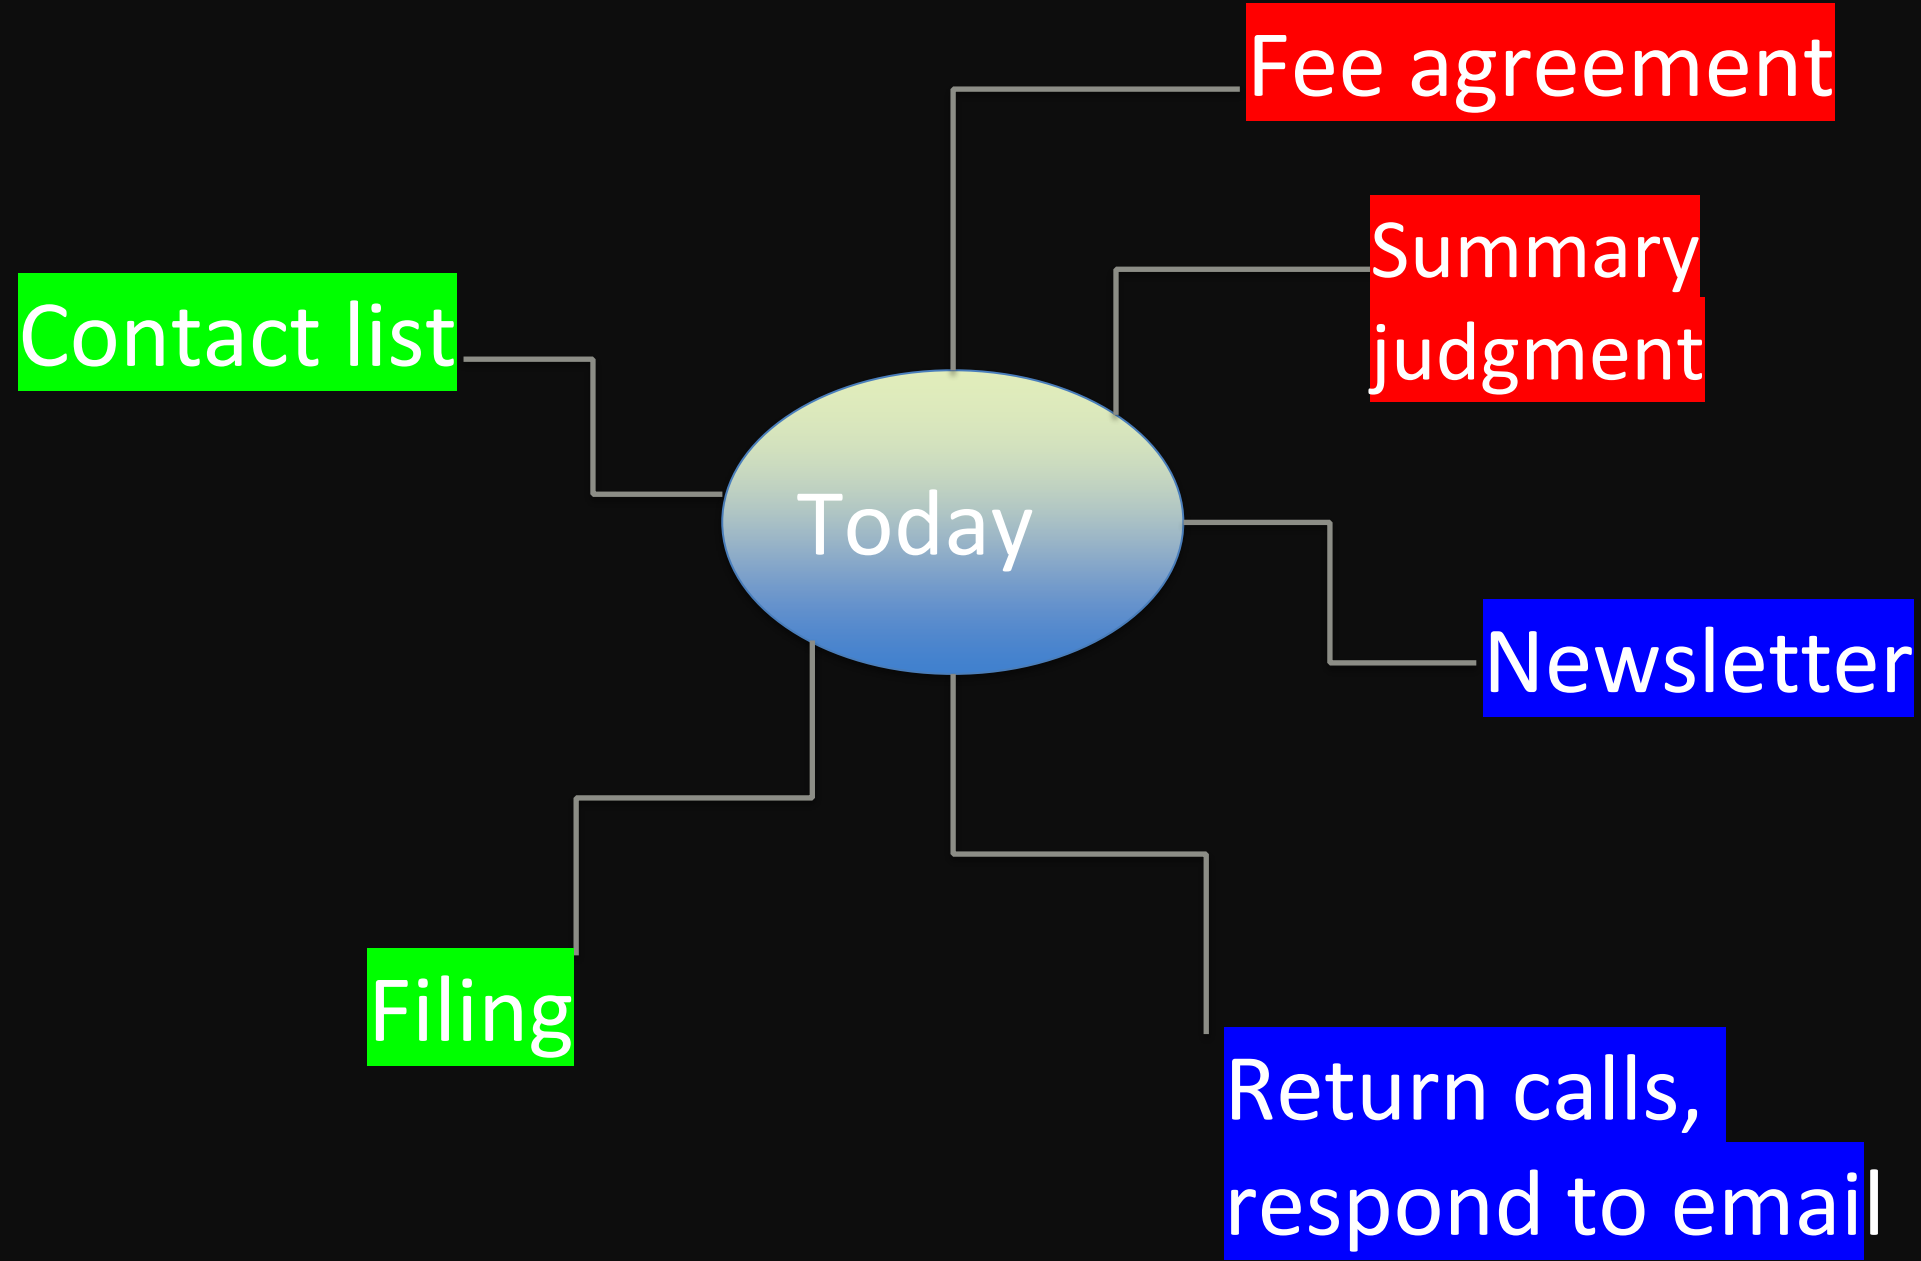 Fee agreement
Summary
judgment
Contact list
Today
Newsletter
Filing
Return calls,
respond to email